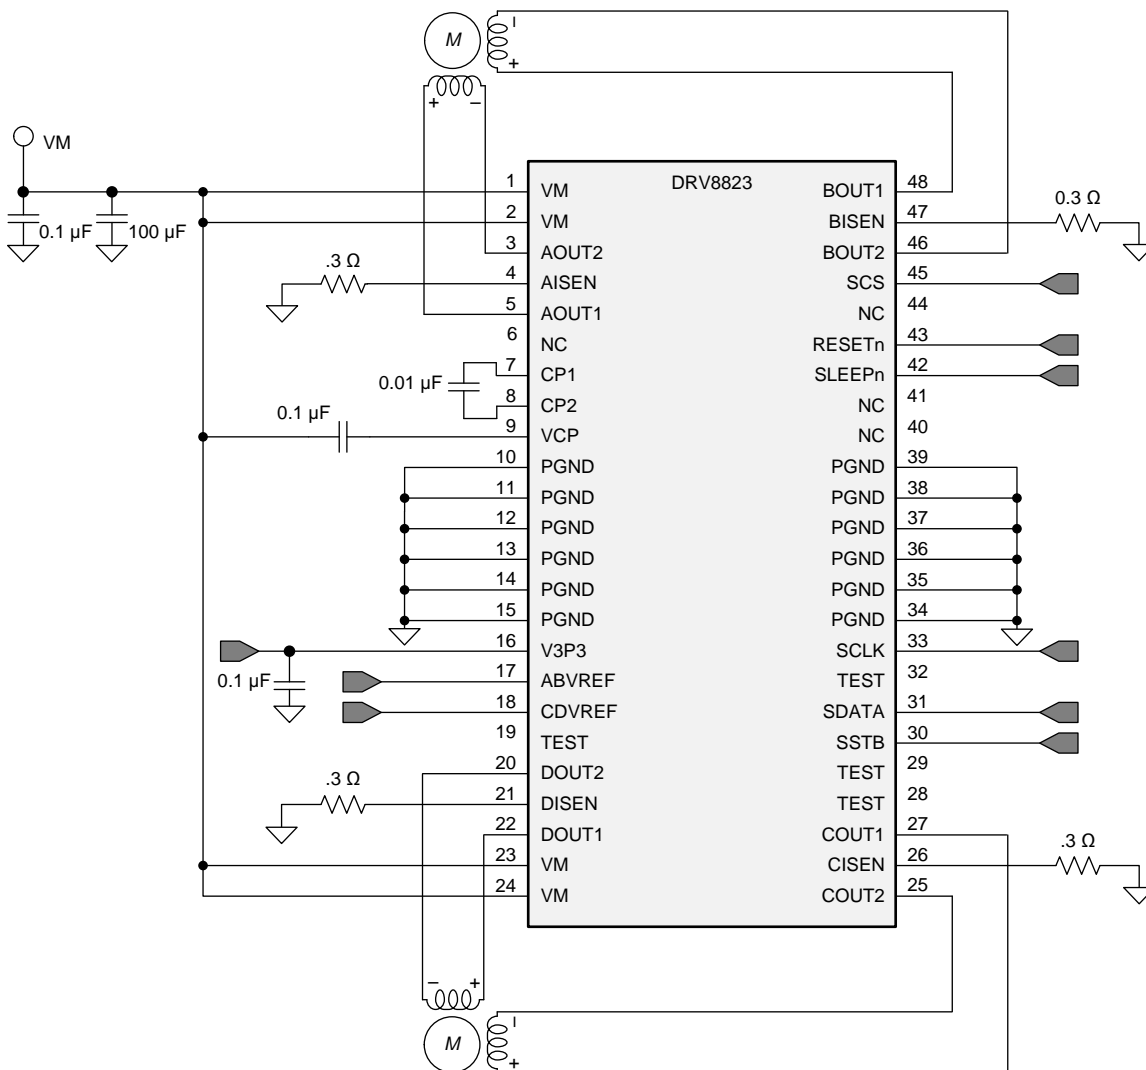 M
–
+
+ –
VM
0.1 µF
100 µF
DRV8823
1 VM
2 VM
3 AOUT2
.3 Ω
4 AISEN
5 AOUT1
6 NC
7 CP1
0.01 µF
8 CP2
0.1 µF
9 VCP
10 PGND
11 PGND
12 PGND
13 PGND
14 PGND
15 PGND
16 V3P3
0.1 µF
17 ABVREF
18 CDVREF
19 TEST
20 DOUT2
.3 Ω
21 DISEN
22 DOUT1
23 VM
24 VM
BOUT1 48
BISEN 47
0.3 Ω
BOUT2 46
SCS 45
NC 44
RESETn 43
SLEEPn 42
NC 41
NC 40
PGND 39
PGND 38
PGND 37
PGND 36
PGND 35
PGND 34
SCLK 33
TEST 32
SDATA 31
SSTB 30
TEST 29
TEST 28
COUT1 27
CISEN 26
.3 Ω
COUT2 25
– +
M
–
+